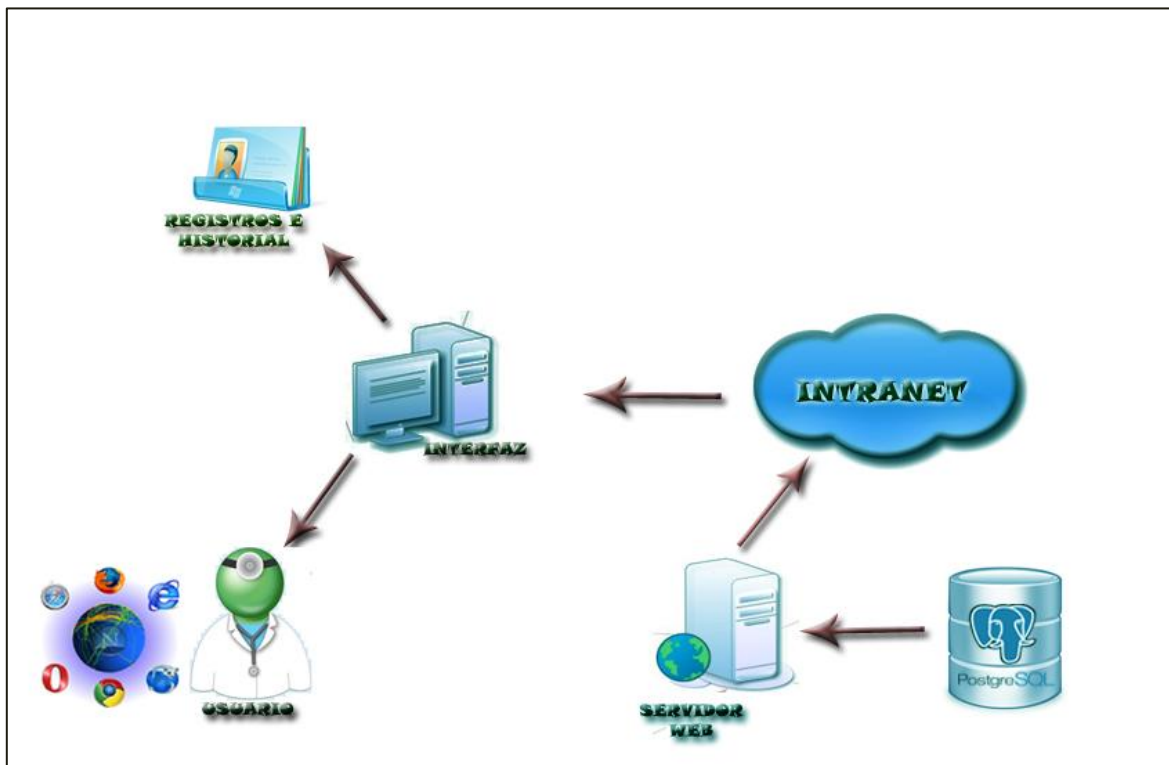 REGISTROS E
HISTORIAL
INTERFAZ
INTRANET
USUARIO
SERVIDOR
WEB
PostgreSQL